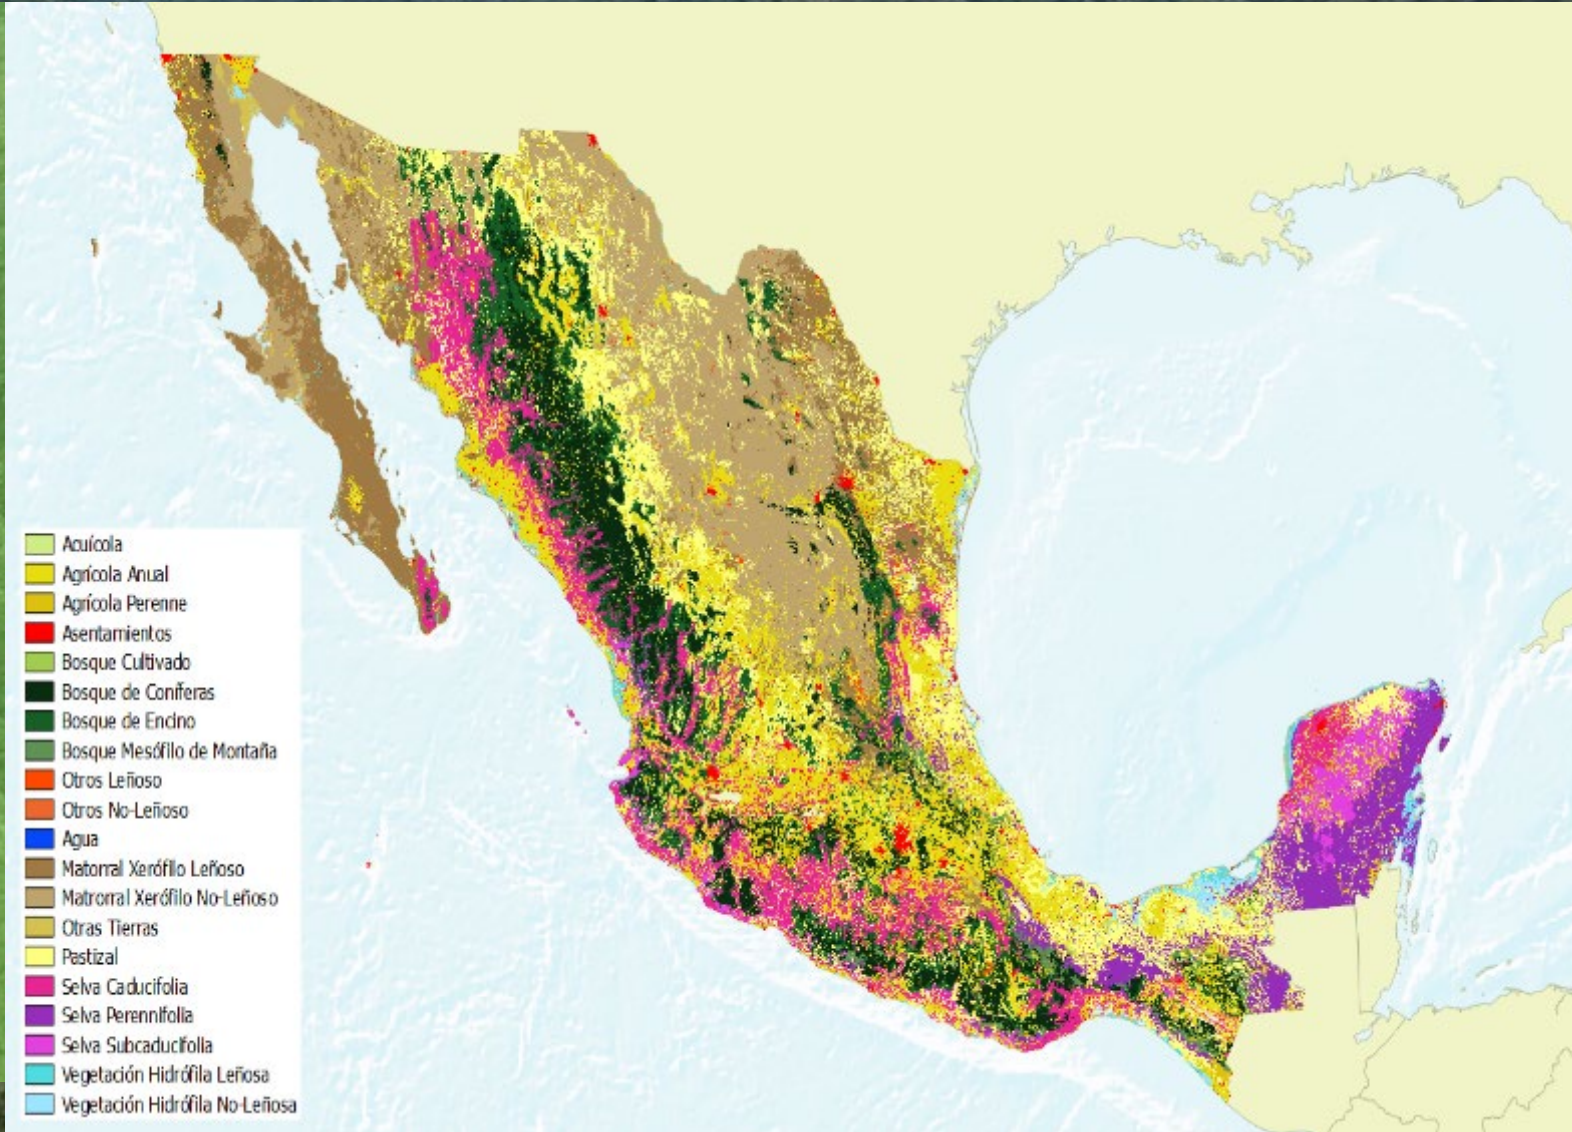 Acuícola
Agrícola Anual
Agrícola Perenne
Asentamientos
Bosque Cultivado
Bosque de Coníferas
Bosque de Encino
Bosque Mesófilo de Montaña
Otros Leñoso
Otros No-Leñoso
Agua
Matorral Xerófilo Leñoso
Matrorral Xerófilo No-Leñoso
Otras Tierras
Pastizal
Selva Caducifolia
Selva Perennifolia
Selva Subcaducifolia
Vegetación Hidrófila Leñosa
Vegetación Hidrófila No-Leñosa